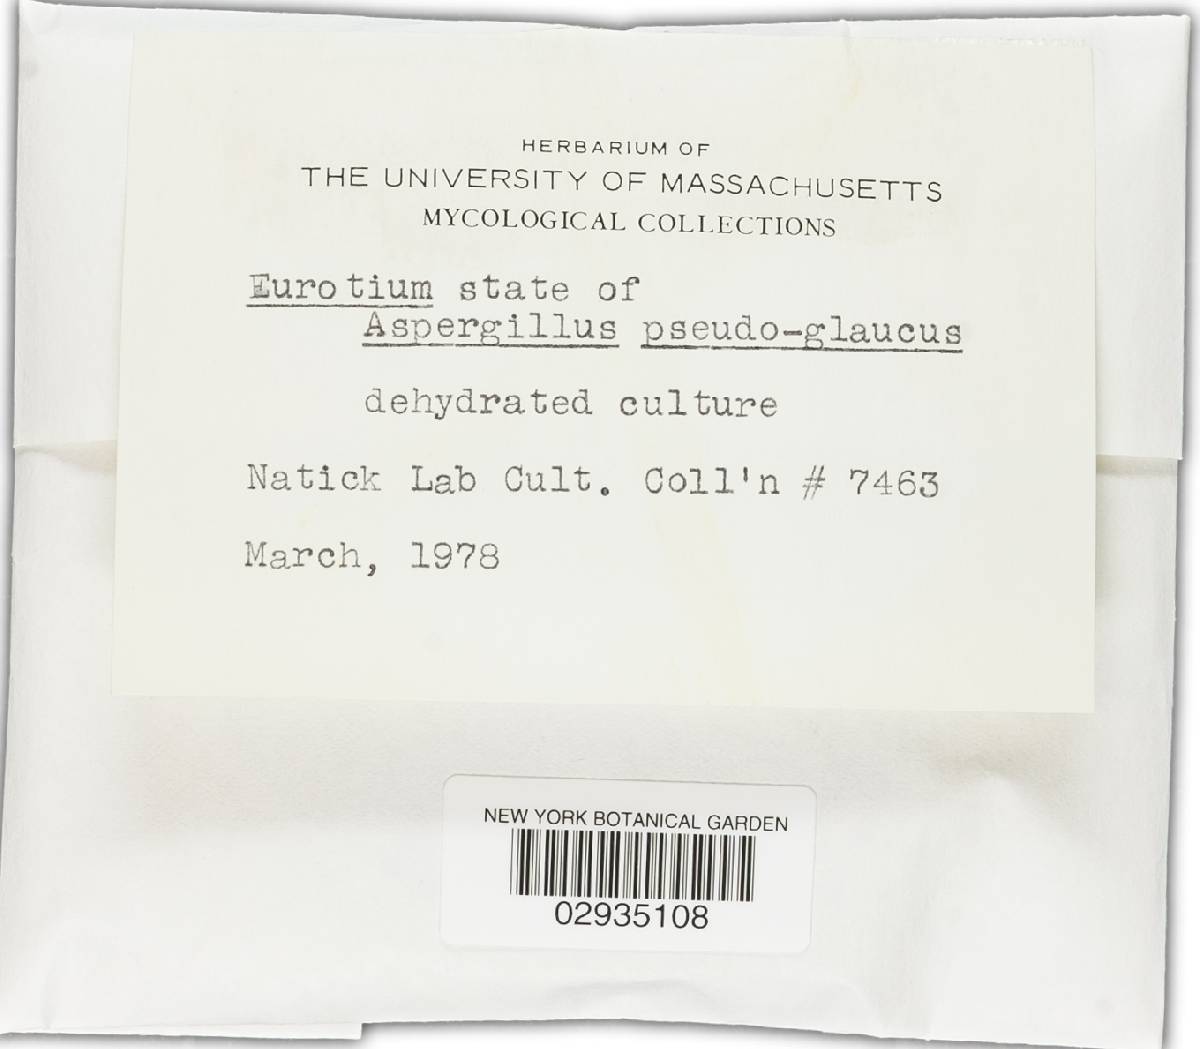 HERBARIUM OF
THE UNIVERSITY OF MASSACHUSETTS
MYCOLOGICAL COLLECTIONS
Eurotium state of
Aspergillus pseudo-glaucus
dehydrated culture
Natick Lab Cult. Coll'n # 7463
March, 1978
NEW YORK BOTANICAL GARDEN
02935108